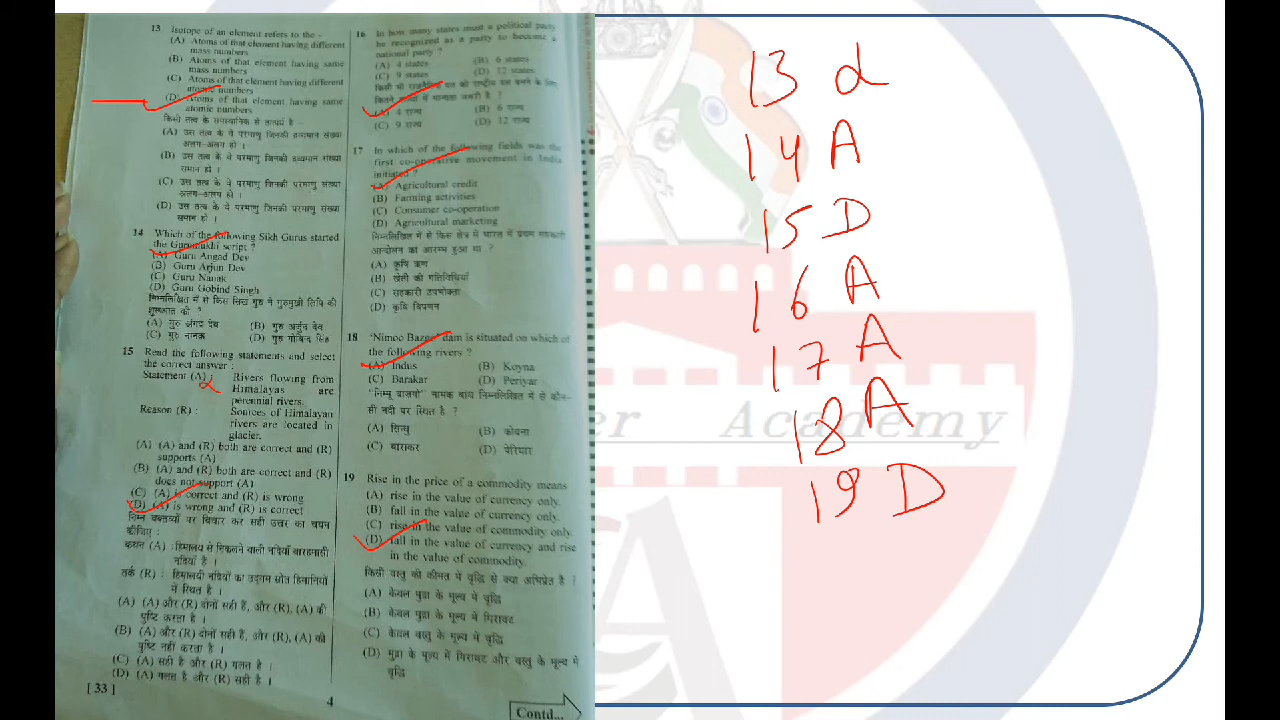 13 Isotope of an element refers to the -
(A) Atoms of that element having different
mass numbers
(B) Atoms of that element having same
mass numbers
(C) Atoms of that element having different
atomic numbers
(D) Atoms of that element having same
atomic numbers
किसी तत्व के समस्थानिक से तात्पर्य है -
(A) उस तत्व के वे परमाणु जिनकी द्रव्यमान संख्या
अलग-अलग हो ।
(B) उस तत्व के वे परमाणु जिनकी द्रव्यमान संख्या
समान हो ।
(C) उस तत्व के वे परमाणु जिनकी परमाणु संख्या
अलग-अलग हो ।
(D) उस तत्व के वे परमाणु जिनकी परमाणु संख्या
समान हो ।
14 Which of the following Sikh Gurus started
the Gurumukhi script ?
(A) Guru Angad Dev
(B) Guru Arjun Dev
(C) Guru Nanak
(D) Guru Gobind Singh
निम्नलिखित में से किस सिख गुरु ने गुरुमुखी लिपि की
शुरुआत की ?
(A) गुरु अंगद देव (B) गुरु अर्जुन देव
(C) गुरु नानक (D) गुरु गोबिन्द सिंह
15 Read the following statements and select
the correct answer :
Statement (A) : Rivers flowing from
Himalayas are
perennial rivers.
Reason (R) : Sources of Himalayan
rivers are located in
glacier.
(A) (A) and (R) both are correct and (R)
supports (A)
(B) (A) and (R) both are correct and (R)
does not support (A)
(C) (A) is correct and (R) is wrong
(D) (A) is wrong and (R) is correct
निम्न वक्तव्यों पर विचार कर सही उत्तर का चयन
कीजिए :
कथन (A) : हिमालय से निकलने वाली नदियाँ बारहमासी
नदियाँ हैं ।
तर्क (R) : हिमालयी नदियों का उद्गम स्रोत हिमानियों
में स्थित है ।
(A) (A) और (R) दोनों सही हैं, और (R), (A) की
पुष्टि करता है ।
(B) (A) और (R) दोनों सही हैं, और (R), (A) की
पुष्टि नहीं करता है ।
(C) (A) सही है और (R) गलत है ।
(D) (A) गलत है और (R) सही है ।
[ 33 ]
4
16 In how many states must a political party
be recognized as a party to become a
national party ?
(A) 4 states (B) 6 states
(C) 9 states (D) 12 states
किसी भी राजनैतिक दल को राष्ट्रीय दल बनने के लिए
कितने राज्यों में मान्यता जरूरी है ?
(A) 4 राज्य (B) 6 राज्य
(C) 9 राज्य (D) 12 राज्य
17 In which of the following fields was the
first co-operative movement in India
initiated ?
(A) Agricultural credit
(B) Farming activities
(C) Consumer co-operation
(D) Agricultural marketing
निम्नलिखित में से किस क्षेत्र में भारत में प्रथम सहकारी
आन्दोलन का आरम्भ हुआ था ?
(A) कृषि ऋण
(B) खेती की गतिविधियाँ
(C) सहकारी उपभोक्ता
(D) कृषि विपणन
18 'Nimoo Bazgo' dam is situated on which of
the following rivers ?
(A) Indus (B) Koyna
(C) Barakar (D) Periyar
"निम्मू बाजगो" नामक बांध निम्नलिखित में से कौन-
सी नदी पर स्थित है ?
(A) सिन्धु (B) कोयना
(C) बाराकर (D) पेरियार
19 Rise in the price of a commodity means
(A) rise in the value of currency only.
(B) fall in the value of currency only.
(C) rise in the value of commodity only.
(D) fall in the value of currency and rise
in the value of commodity.
किसी वस्तु की कीमत में वृद्धि से क्या अभिप्रेत है ?
(A) केवल मुद्रा के मूल्य में वृद्धि
(B) केवल मुद्रा के मूल्य में गिरावट
(C) केवल वस्तु के मूल्य में वृद्धि
(D) मुद्रा के मूल्य में गिरावट और वस्तु के मूल्य में
वृद्धि
Contd...
13 d
14 A
15 D
16 A
17 A
18 A
19 D
Academy